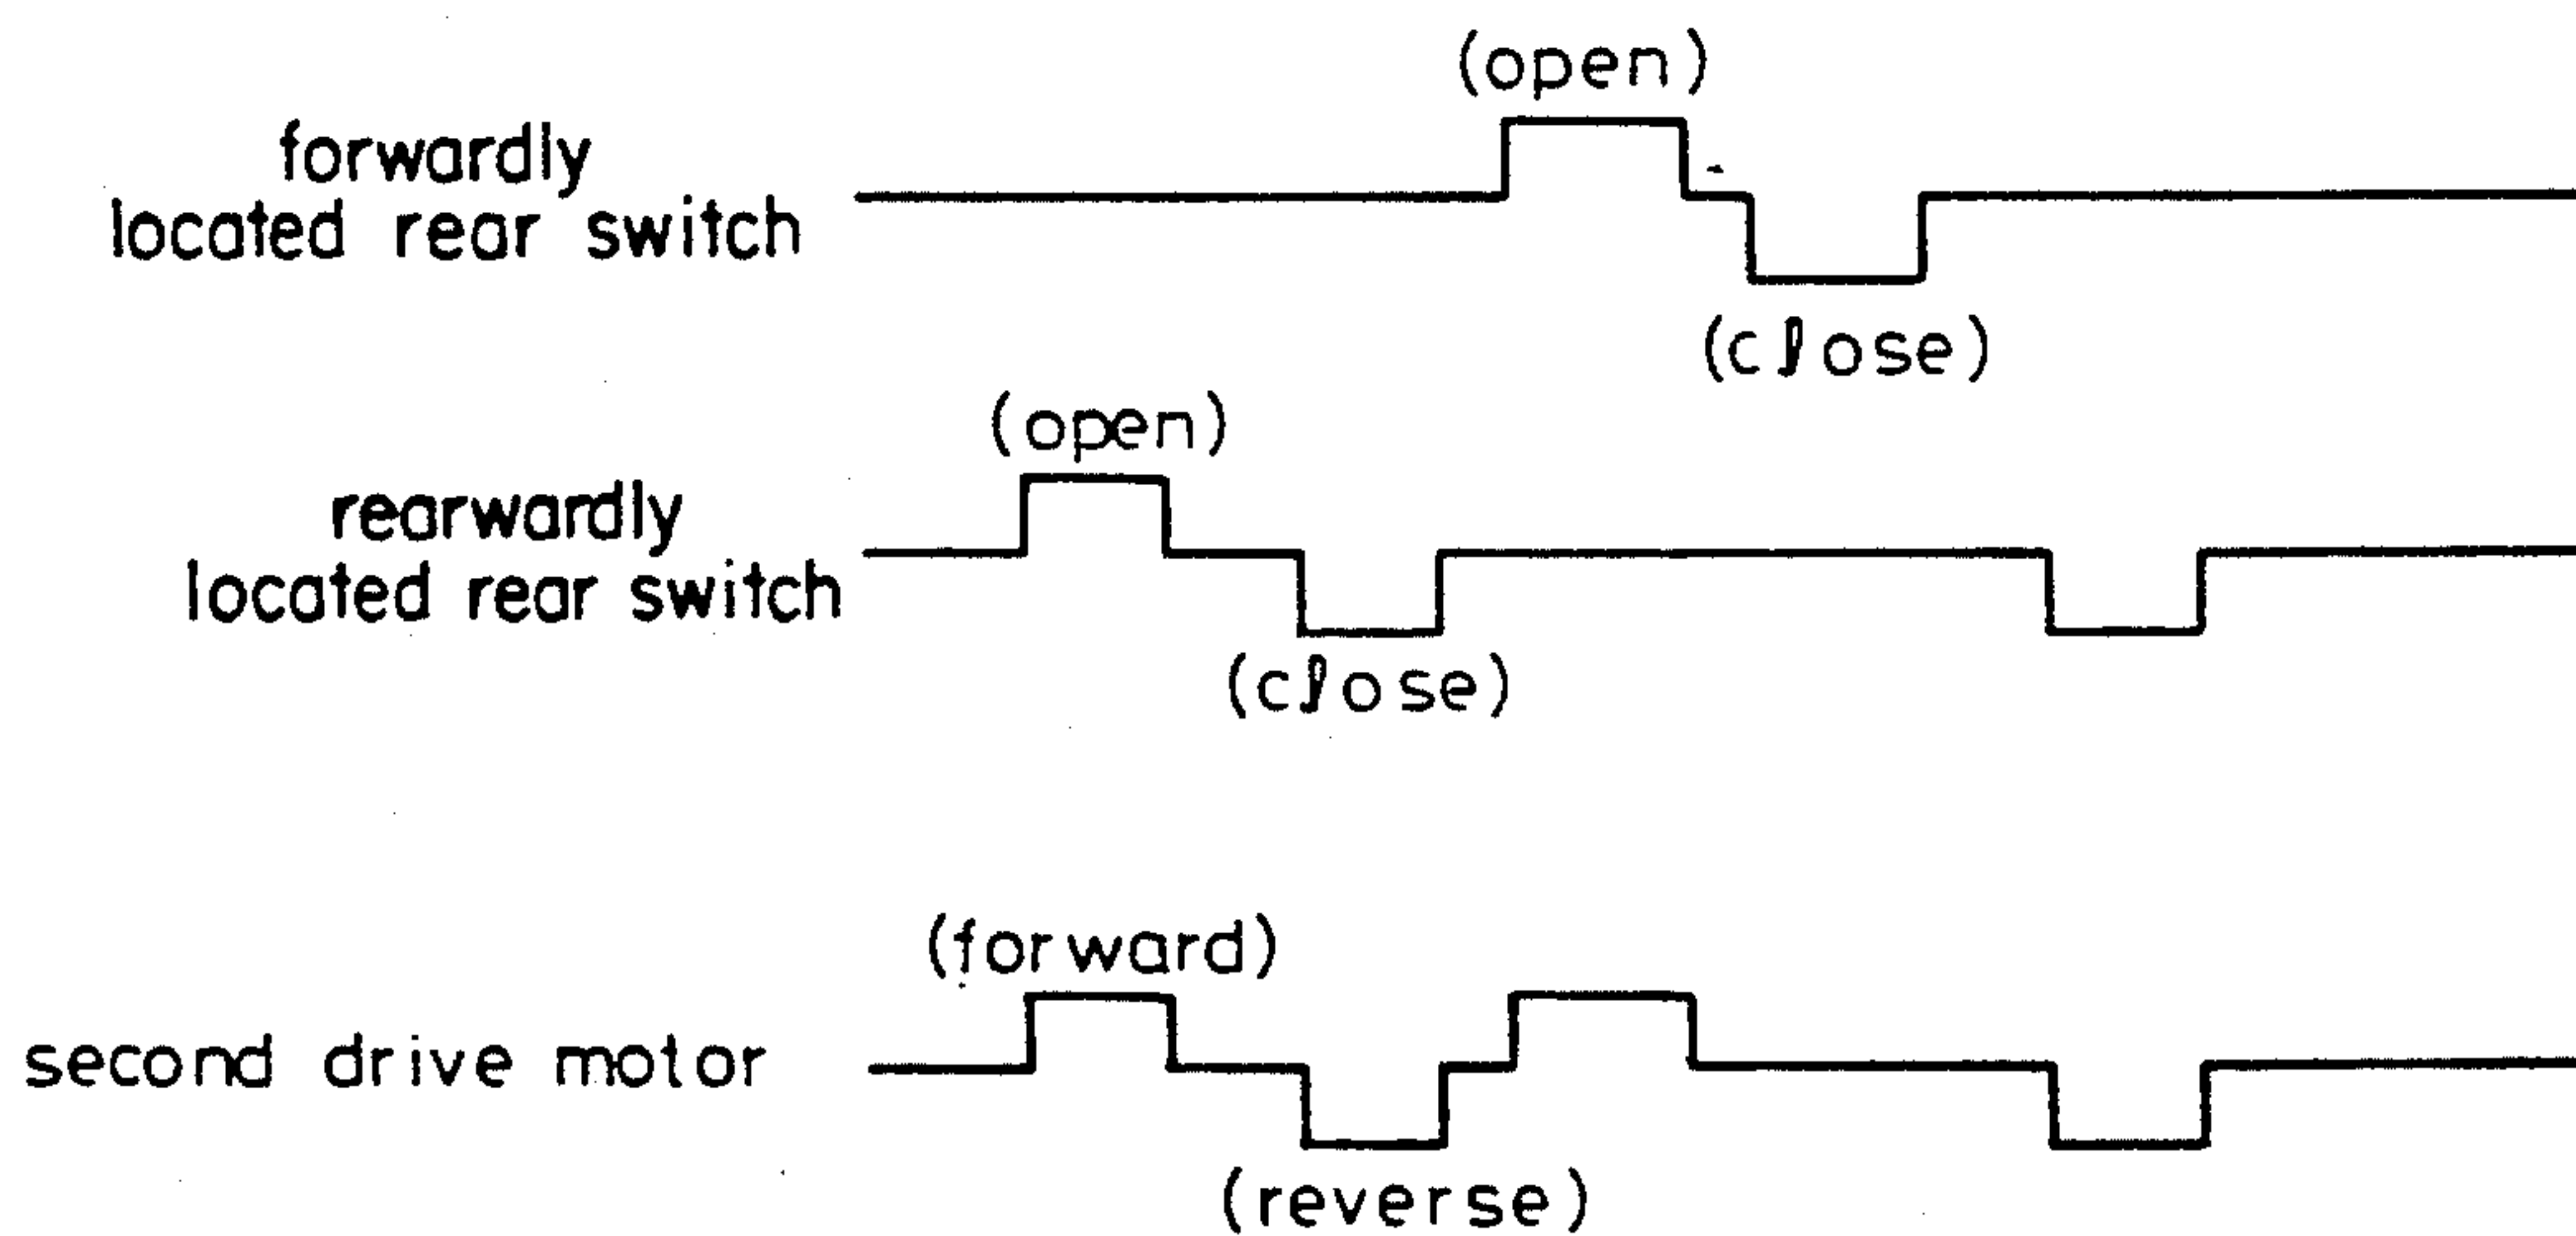 (open)
forwardly
located rear switch
(close)
(open)
rearwardly
located rear switch
(close)
(forward)
second drive motor
(reverse)